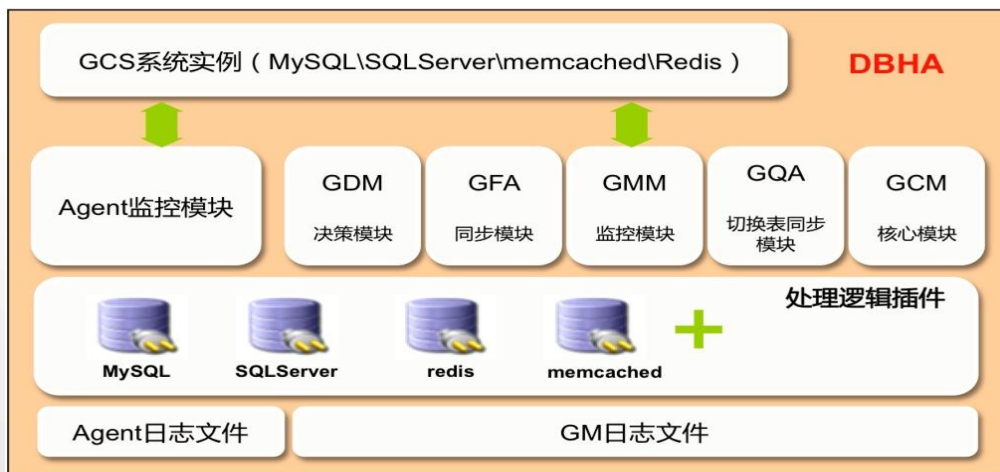 GCS系统实例（MySQL\SQLServer\memcached\Redis）
DBHA
Agent监控模块
GDM
决策模块
GFA
同步模块
GMM
监控模块
GQA
切换表同步
模块
GCM
核心模块
处理逻辑插件
MySQL
SQLServer
redis
memcached
Agent日志文件
GM日志文件